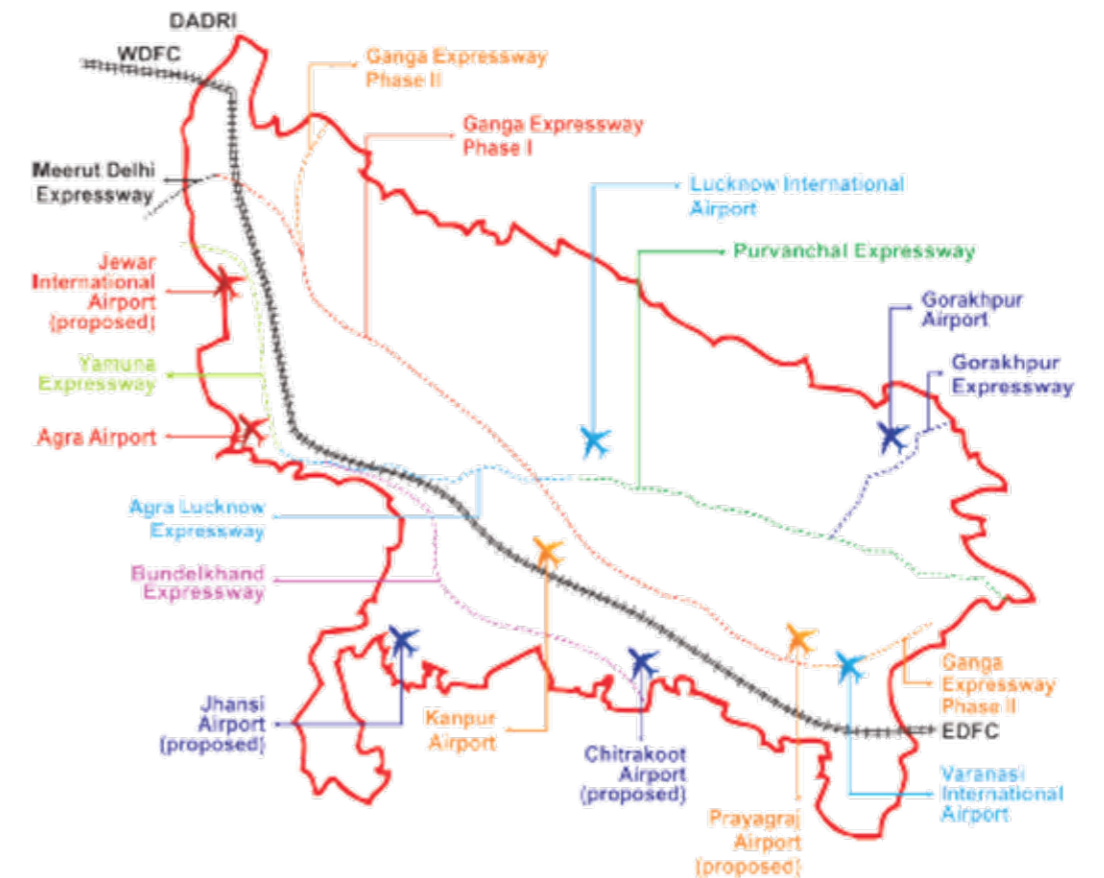 DADRI
WDFC
Ganga Expressway
Phase II
Ganga Expressway
Phase I
Meerut Delhi
Expressway
Lucknow International
Airport
Purvanchal Expressway
Jewar
International
Airport
(proposed)
Gorakhpur
Airport
Yamuna
Expressway
Gorakhpur
Expressway
Agra Airport
Agra Lucknow
Expressway
Bundelkhand
Expressway
Ganga
Expressway
Phase II
Jhansi
Airport
(proposed)
Kanpur
Airport
EDFC
Chitrakoot
Airport
(proposed)
Varanasi
International
Airport
Prayagraj
Airport
(proposed)